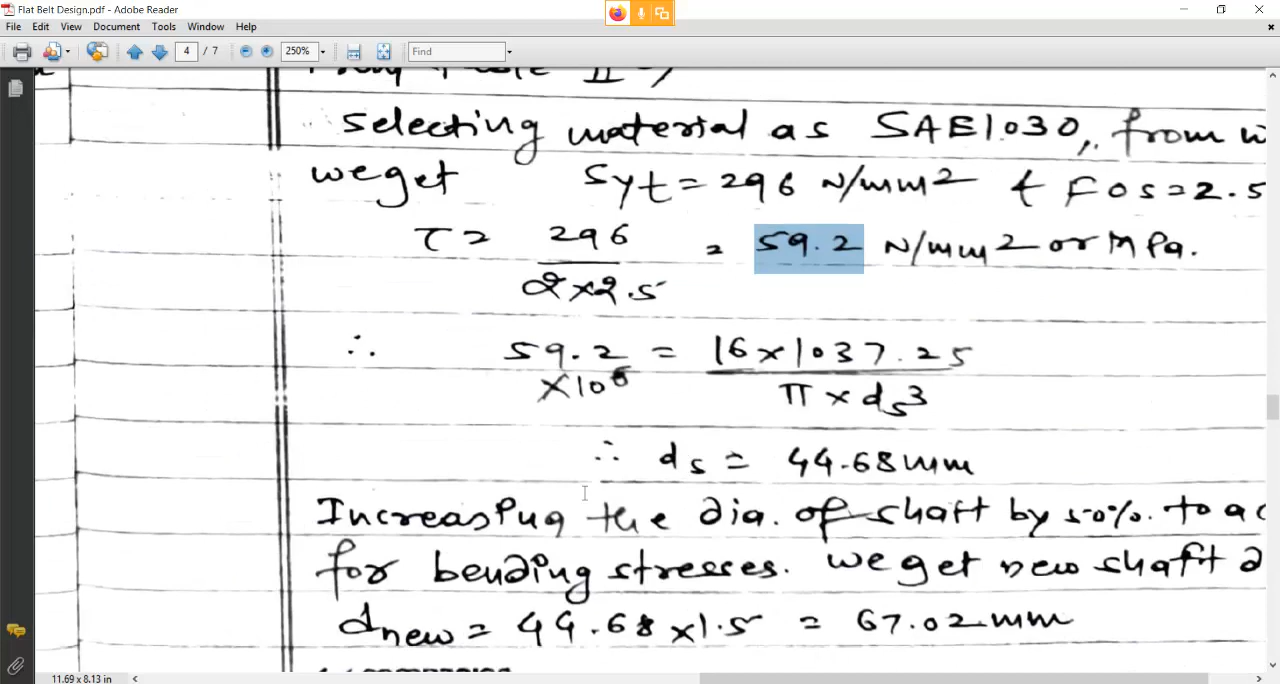 Flat Belt Design.pdf - Adobe Reader
File Edit View Document Tools Window Help
4 / 7 250% Find
selecting material as SAE1030, from
we get Syt = 296 N/mm2 & FOS = 2.5
τ = 296 / 2 x 2.5 = 59.2 N/mm2 or MPa.
∴ 59.2 x 10^6 = 16 x 1037.25 / π x ds^3
∴ ds = 44.68 mm
Increasing the dia. of shaft by 50%. to
for bending stresses. we get new shaft
dnew = 44.68 x 1.5 = 67.02 mm
11.69 x 8.13 in